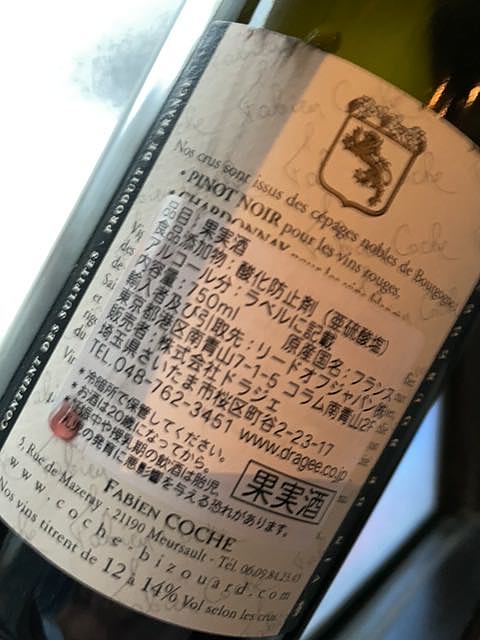 Nos crus sont issus des cépages nobles de Bourgogne,
• PINOT NOIR pour les vins rouges,
• CHARDONNAY
品目:果実酒
食品添加物:酸化防止剤(亜硫酸塩)
アルコール分:ラベルに記載
内容量:750ml 原産国名:フランス
輸入者及び引取先:リードオフジャパン㈱
東京都港区南青山7-1-5 コラム南青山2F
販売者:株式会社ドラジェ
埼玉県さいたま市桜区町谷2-23-17
TEL 048-762-3451 www.dragee.co.jp
*冷暗所で保管してください。
*お酒は20歳になってから。
妊娠中や授乳期の飲酒は胎児、
の発育に悪影響を与える恐れがあります。
果実酒
FABIEN COCHE
5, Rue de Mazeray - 21190 Meursault - Tél. 06.09.84.23.43
www.coche-bizouard.com
Nos vins titrent de 12 à 14% Vol selon les crus
CONTIENT DES SULFITES - PRODUIT DE FRANCE